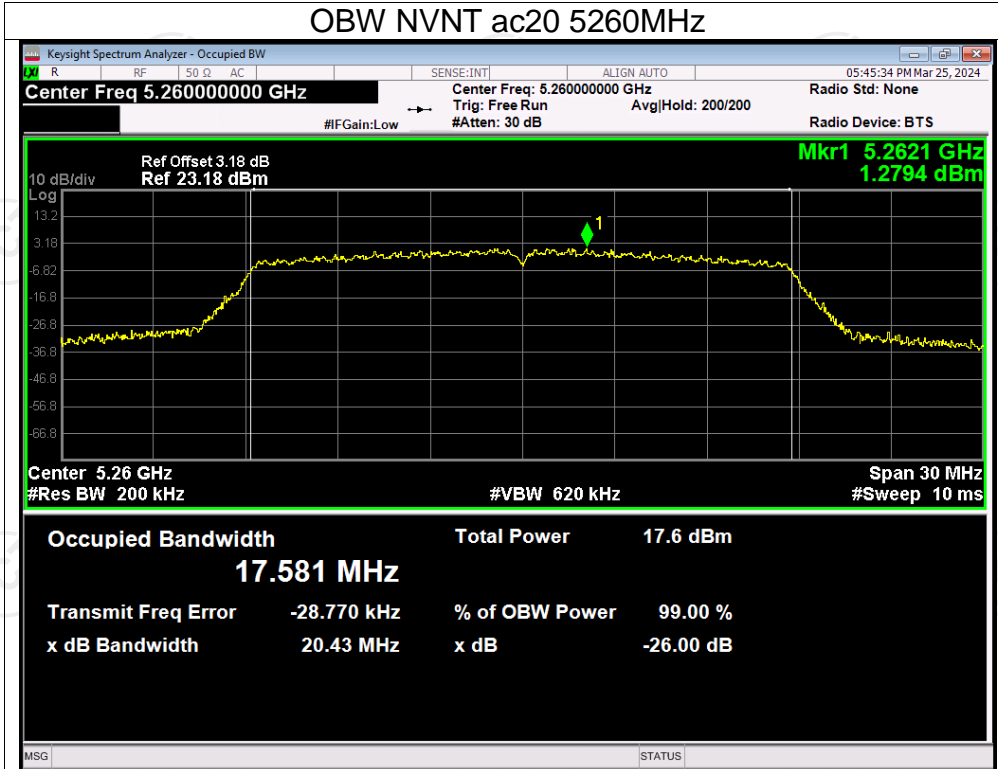 OBW NVNT ac20 5260MHz
Keysight Spectrum Analyzer - Occupied BW
LXI R RF 50 Ω AC SENSE:INT ALIGN AUTO 05:45:34 PM Mar 25, 2024
Center Freq 5.260000000 GHz Center Freq: 5.260000000 GHz Radio Std: None
Trig: Free Run Avg|Hold: 200/200
#IFGain:Low #Atten: 30 dB Radio Device: BTS
Ref Offset 3.18 dB Mkr1 5.2621 GHz
10 dB/div Ref 23.18 dBm 1.2794 dBm
Log
13.2
1
3.18
-6.82
-16.8
-26.8
-36.8
-46.8
-56.8
-66.8
Center 5.26 GHz Span 30 MHz
#Res BW 200 kHz #VBW 620 kHz #Sweep 10 ms
Occupied Bandwidth Total Power 17.6 dBm
17.581 MHz
Transmit Freq Error -28.770 kHz % of OBW Power 99.00 %
x dB Bandwidth 20.43 MHz x dB -26.00 dB
MSG STATUS